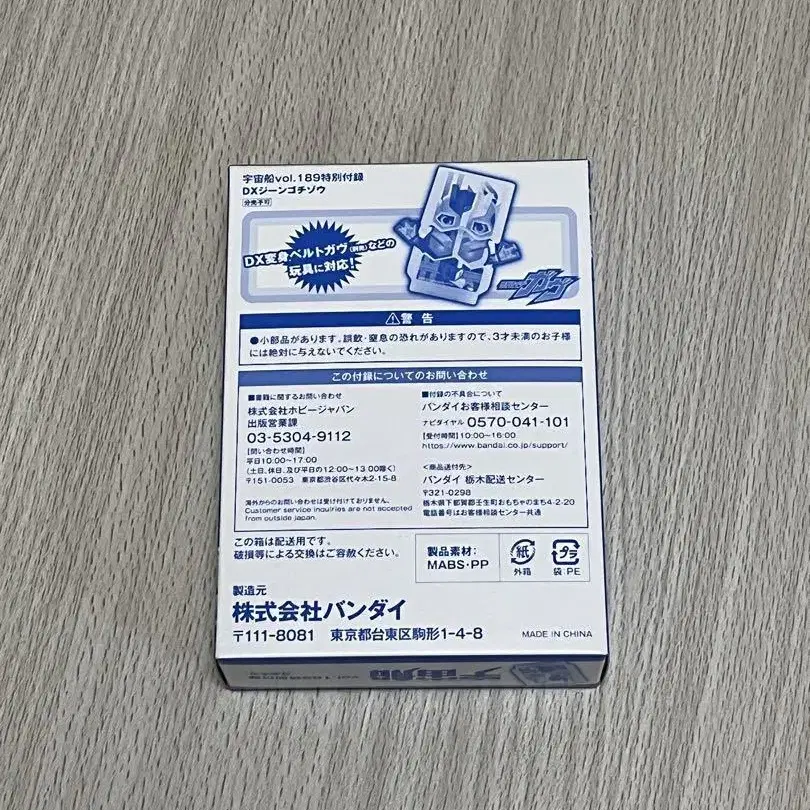 宇宙船vol.189特別付録
DXジーンゴチゾウ
分売不可
DX変身ベルトガヴ(別売)などの
玩具に対応!
ガヴ
⚠警告
●小部品があります。誤飲・窒息の恐れがありますので、3才未満のお子様
には絶対に与えないでください。
この付録についてのお問い合わせ
■書籍に関するお問い合わせ
株式会社ホビージャパン
出版営業課
03-5304-9112
[問い合わせ時間]
平日10:00~17:00
(土、日、休日、及び平日の12:00~13:00除く)
〒151-0053 東京都渋谷区代々木2-15-8
海外からのお問い合わせは受け付けておりません。
Customer service inquiries are not accepted
from outside japan.
■付録の不具合について
バンダイお客様相談センター
ナビダイヤル 0570-041-101
[受付時間]10:00~16:00
https://www.bandai.co.jp/support/
<商品送付先>
バンダイ 栃木配送センター
〒321-0298
栃木県下都賀郡壬生町おもちゃのまち4-2-20
電話番号はお客様相談センター共通
この箱は配送用です。
破損等による交換はご容赦ください。
製品素材:
MABS・PP
紙
外箱
プラ
袋:PE
製造元
株式会社バンダイ
〒111-8081 東京都台東区駒形1-4-8
MADE IN CHINA
宇宙船
vol.189特別付録